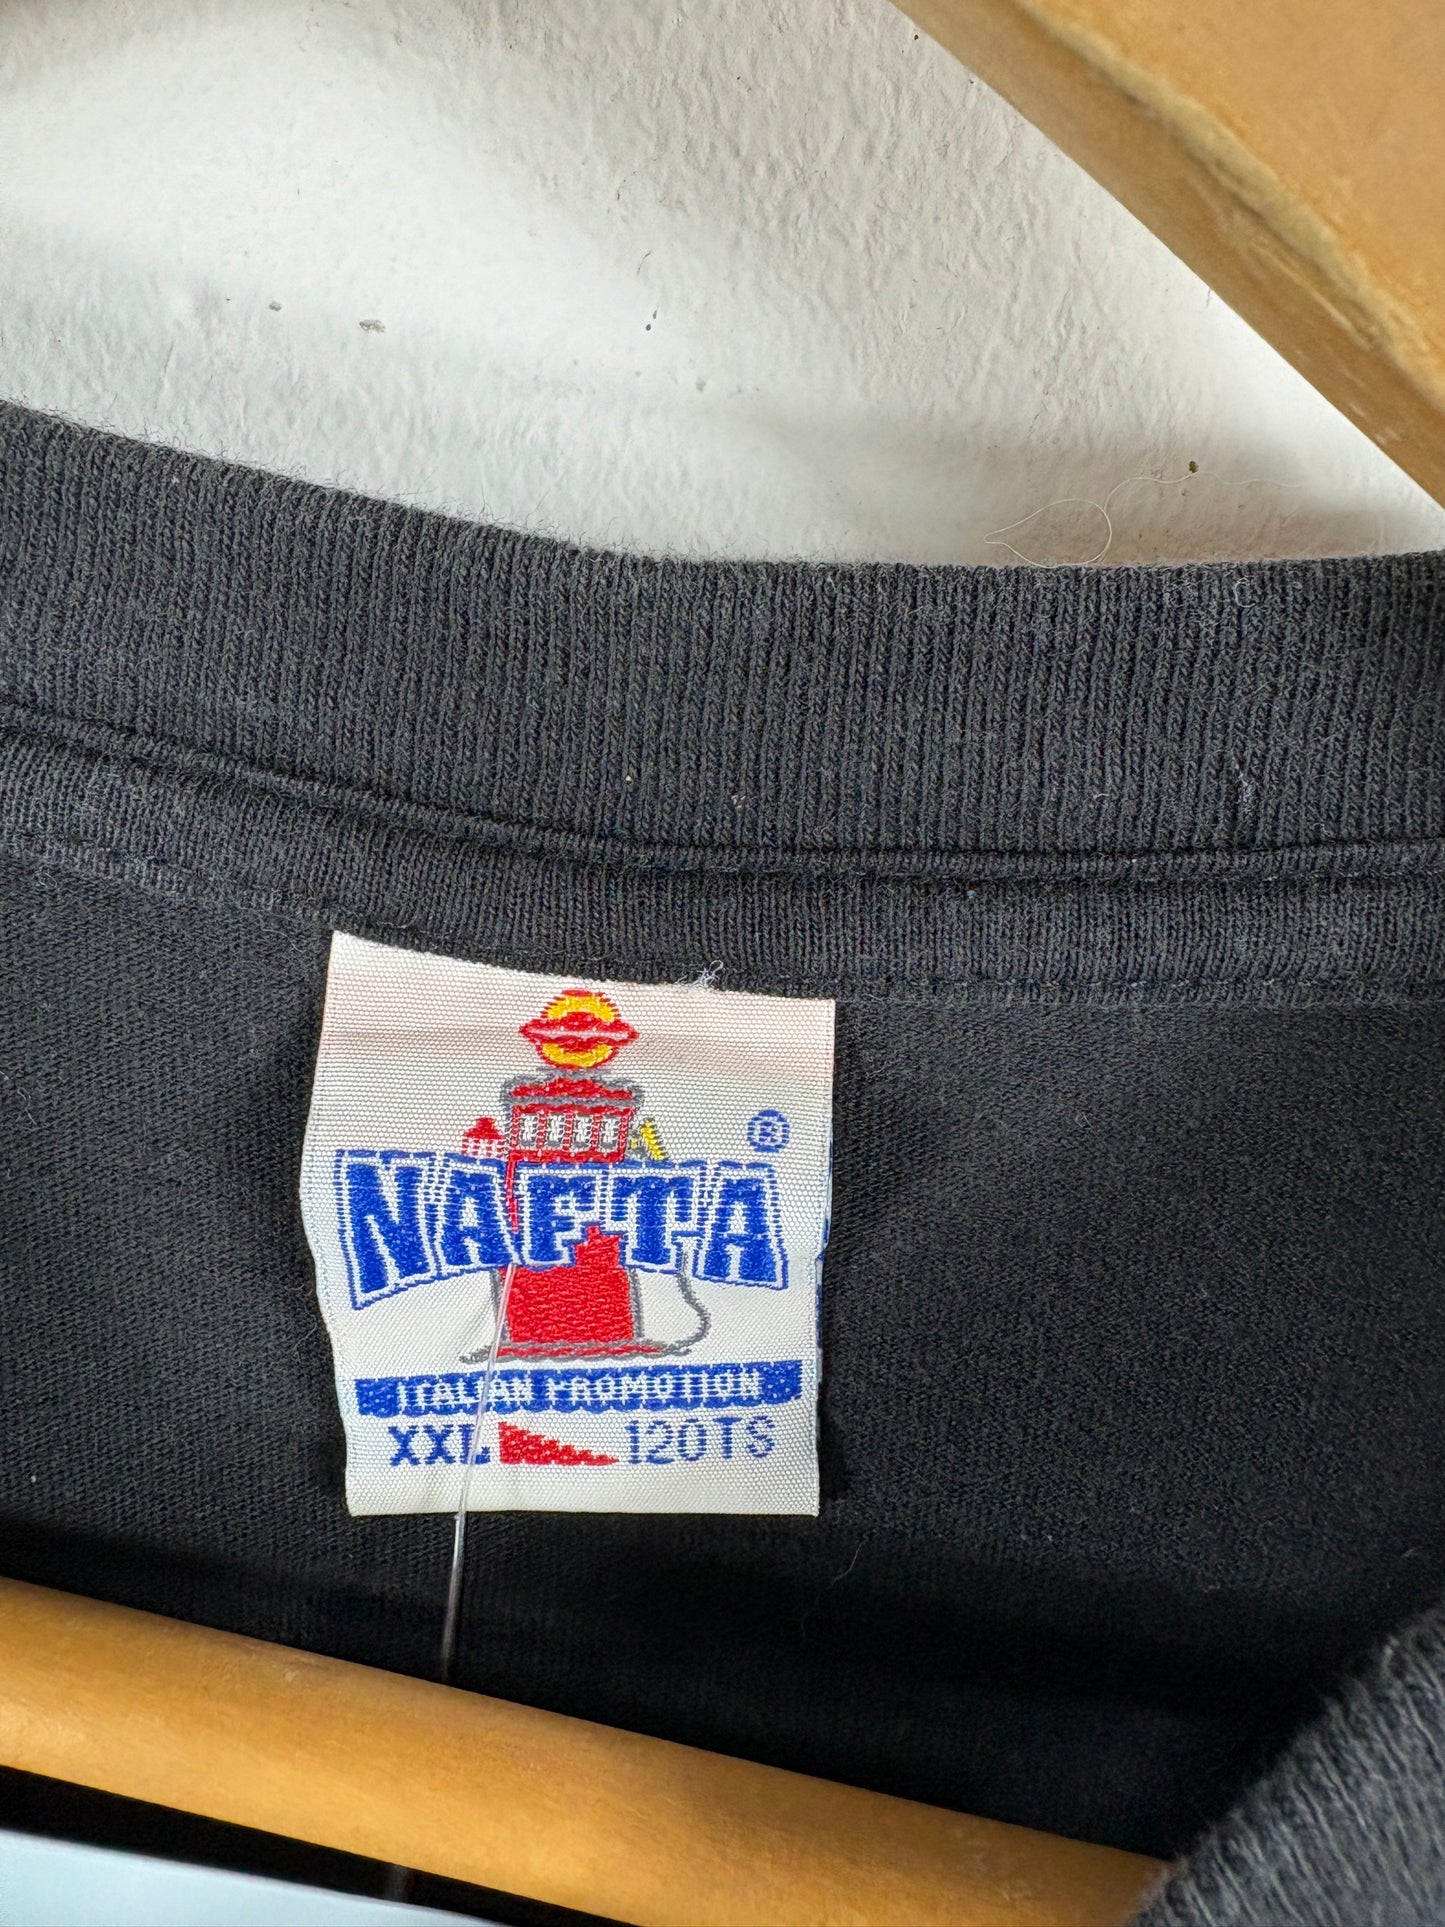 ®
NAFTA
ITALIAN PROMOTION
XXL 120TS